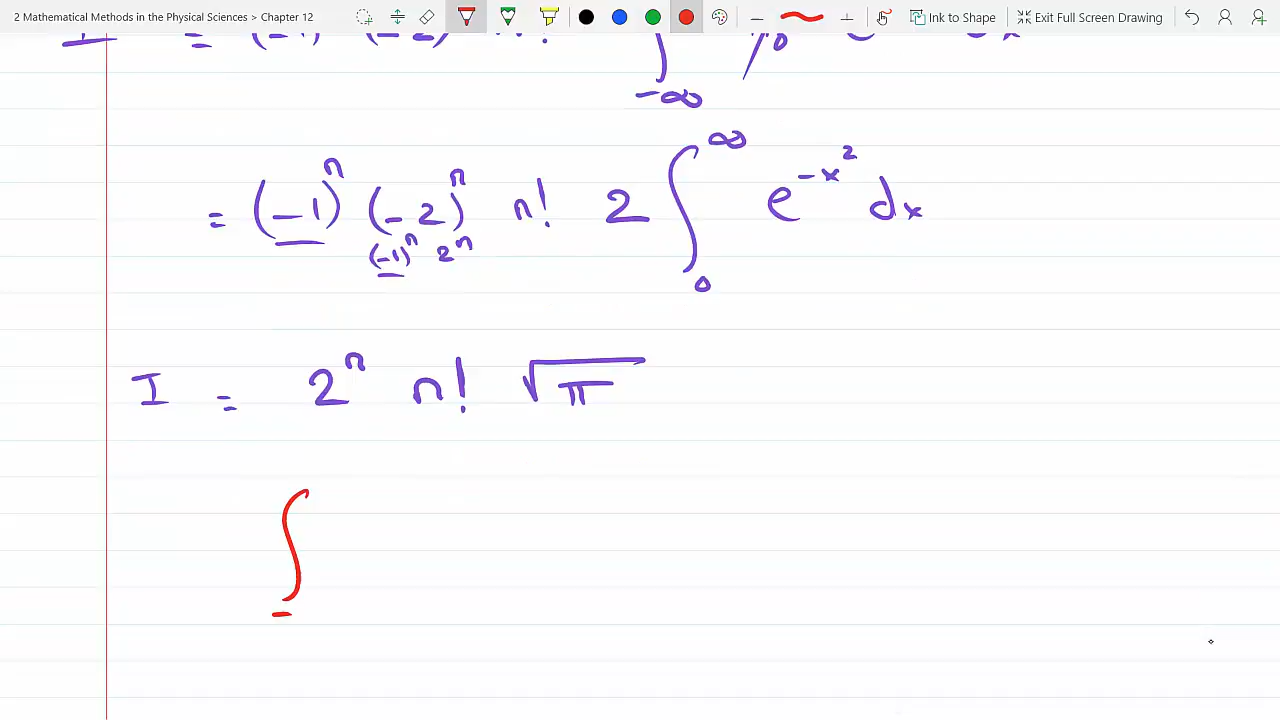 2 Mathematical Methods in the Physical Sciences > Chapter 12
Ink to Shape
Exit Full Screen Drawing
-∞
= (-1)ⁿ (-2)ⁿ n! 2 ∫₀^∞ e^{-x²} dx
(-1)ⁿ 2ⁿ
I = 2ⁿ n! √π
∫
-